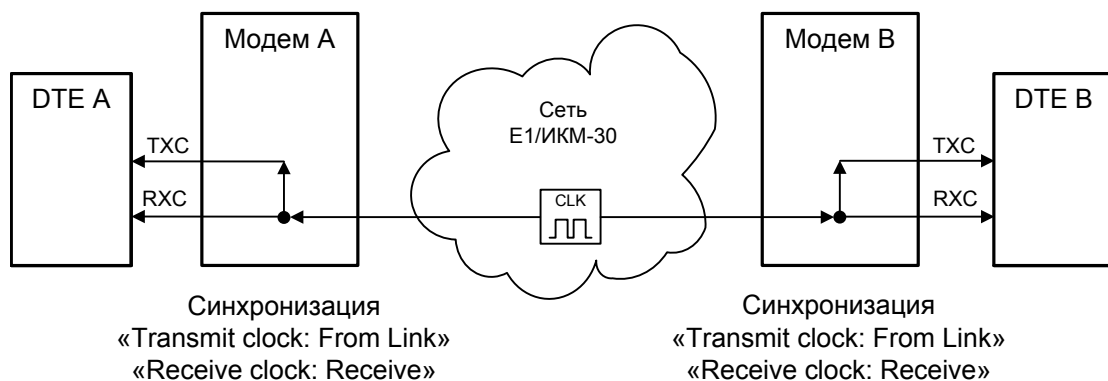 Модем A
Модем B
DTE A
DTE B
Сеть
E1/ИКМ-30
TXC
TXC
CLK
RXC
RXC
Синхронизация
«Transmit clock: From Link»
«Receive clock: Receive»
Синхронизация
«Transmit clock: From Link»
«Receive clock: Receive»